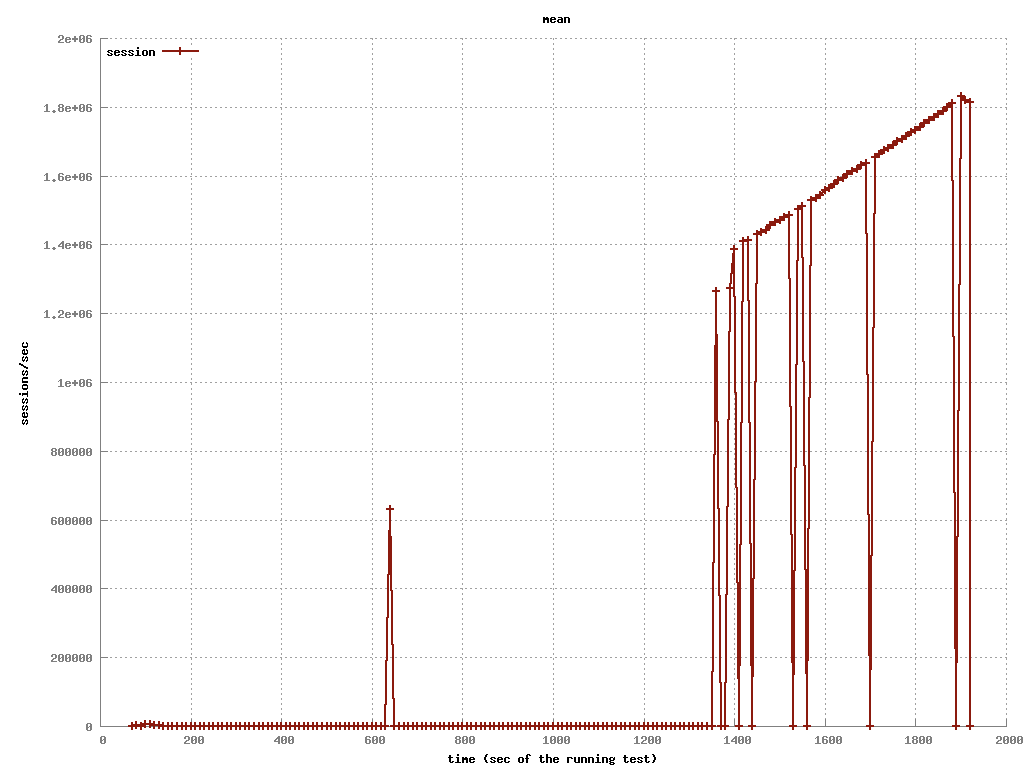 mean
2e+06
session
1.8e+06
1.6e+06
1.4e+06
1.2e+06
1e+06
800000
600000
400000
200000
0
sessions/sec
0 200 400 600 800 1000 1200 1400 1600 1800 2000
time (sec of the running test)